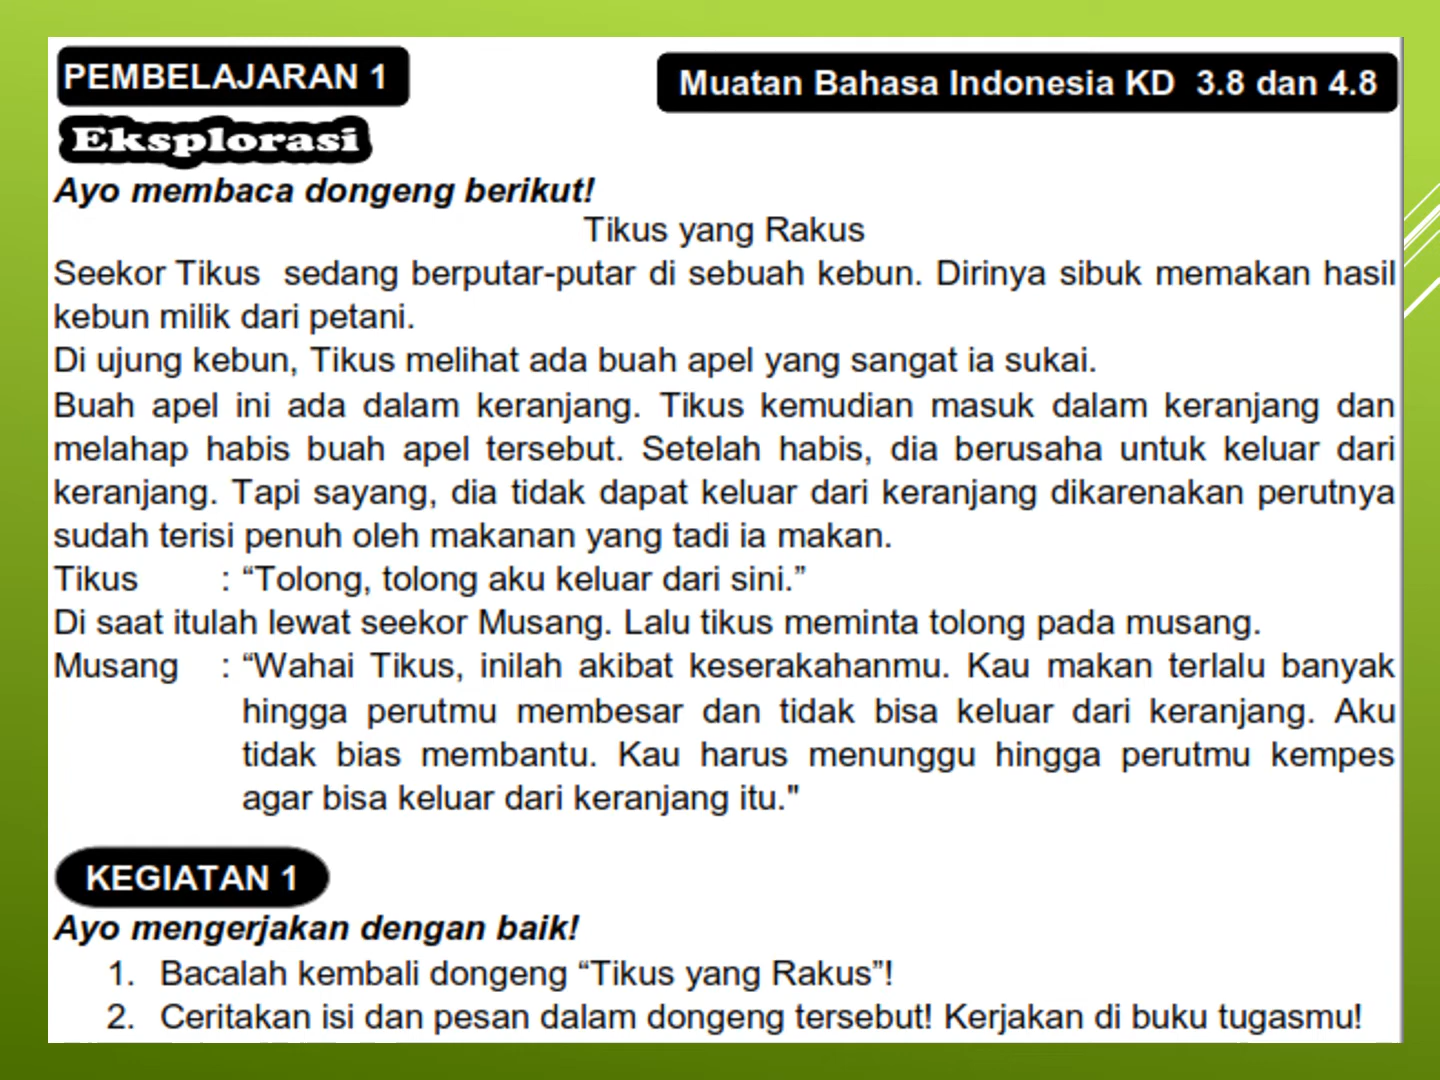 PEMBELAJARAN 1
Muatan Bahasa Indonesia KD 3.8 dan 4.8
Eksplorasi
Ayo membaca dongeng berikut!
Tikus yang Rakus
Seekor Tikus sedang berputar-putar di sebuah kebun. Dirinya sibuk memakan hasil
kebun milik dari petani.
Di ujung kebun, Tikus melihat ada buah apel yang sangat ia sukai.
Buah apel ini ada dalam keranjang. Tikus kemudian masuk dalam keranjang dan
melahap habis buah apel tersebut. Setelah habis, dia berusaha untuk keluar dari
keranjang. Tapi sayang, dia tidak dapat keluar dari keranjang dikarenakan perutnya
sudah terisi penuh oleh makanan yang tadi ia makan.
Tikus : “Tolong, tolong aku keluar dari sini.”
Di saat itulah lewat seekor Musang. Lalu tikus meminta tolong pada musang.
Musang : “Wahai Tikus, inilah akibat keserakahanmu. Kau makan terlalu banyak
hingga perutmu membesar dan tidak bisa keluar dari keranjang. Aku
tidak bias membantu. Kau harus menunggu hingga perutmu kempes
agar bisa keluar dari keranjang itu."
KEGIATAN 1
Ayo mengerjakan dengan baik!
1. Bacalah kembali dongeng “Tikus yang Rakus”!
2. Ceritakan isi dan pesan dalam dongeng tersebut! Kerjakan di buku tugasmu!